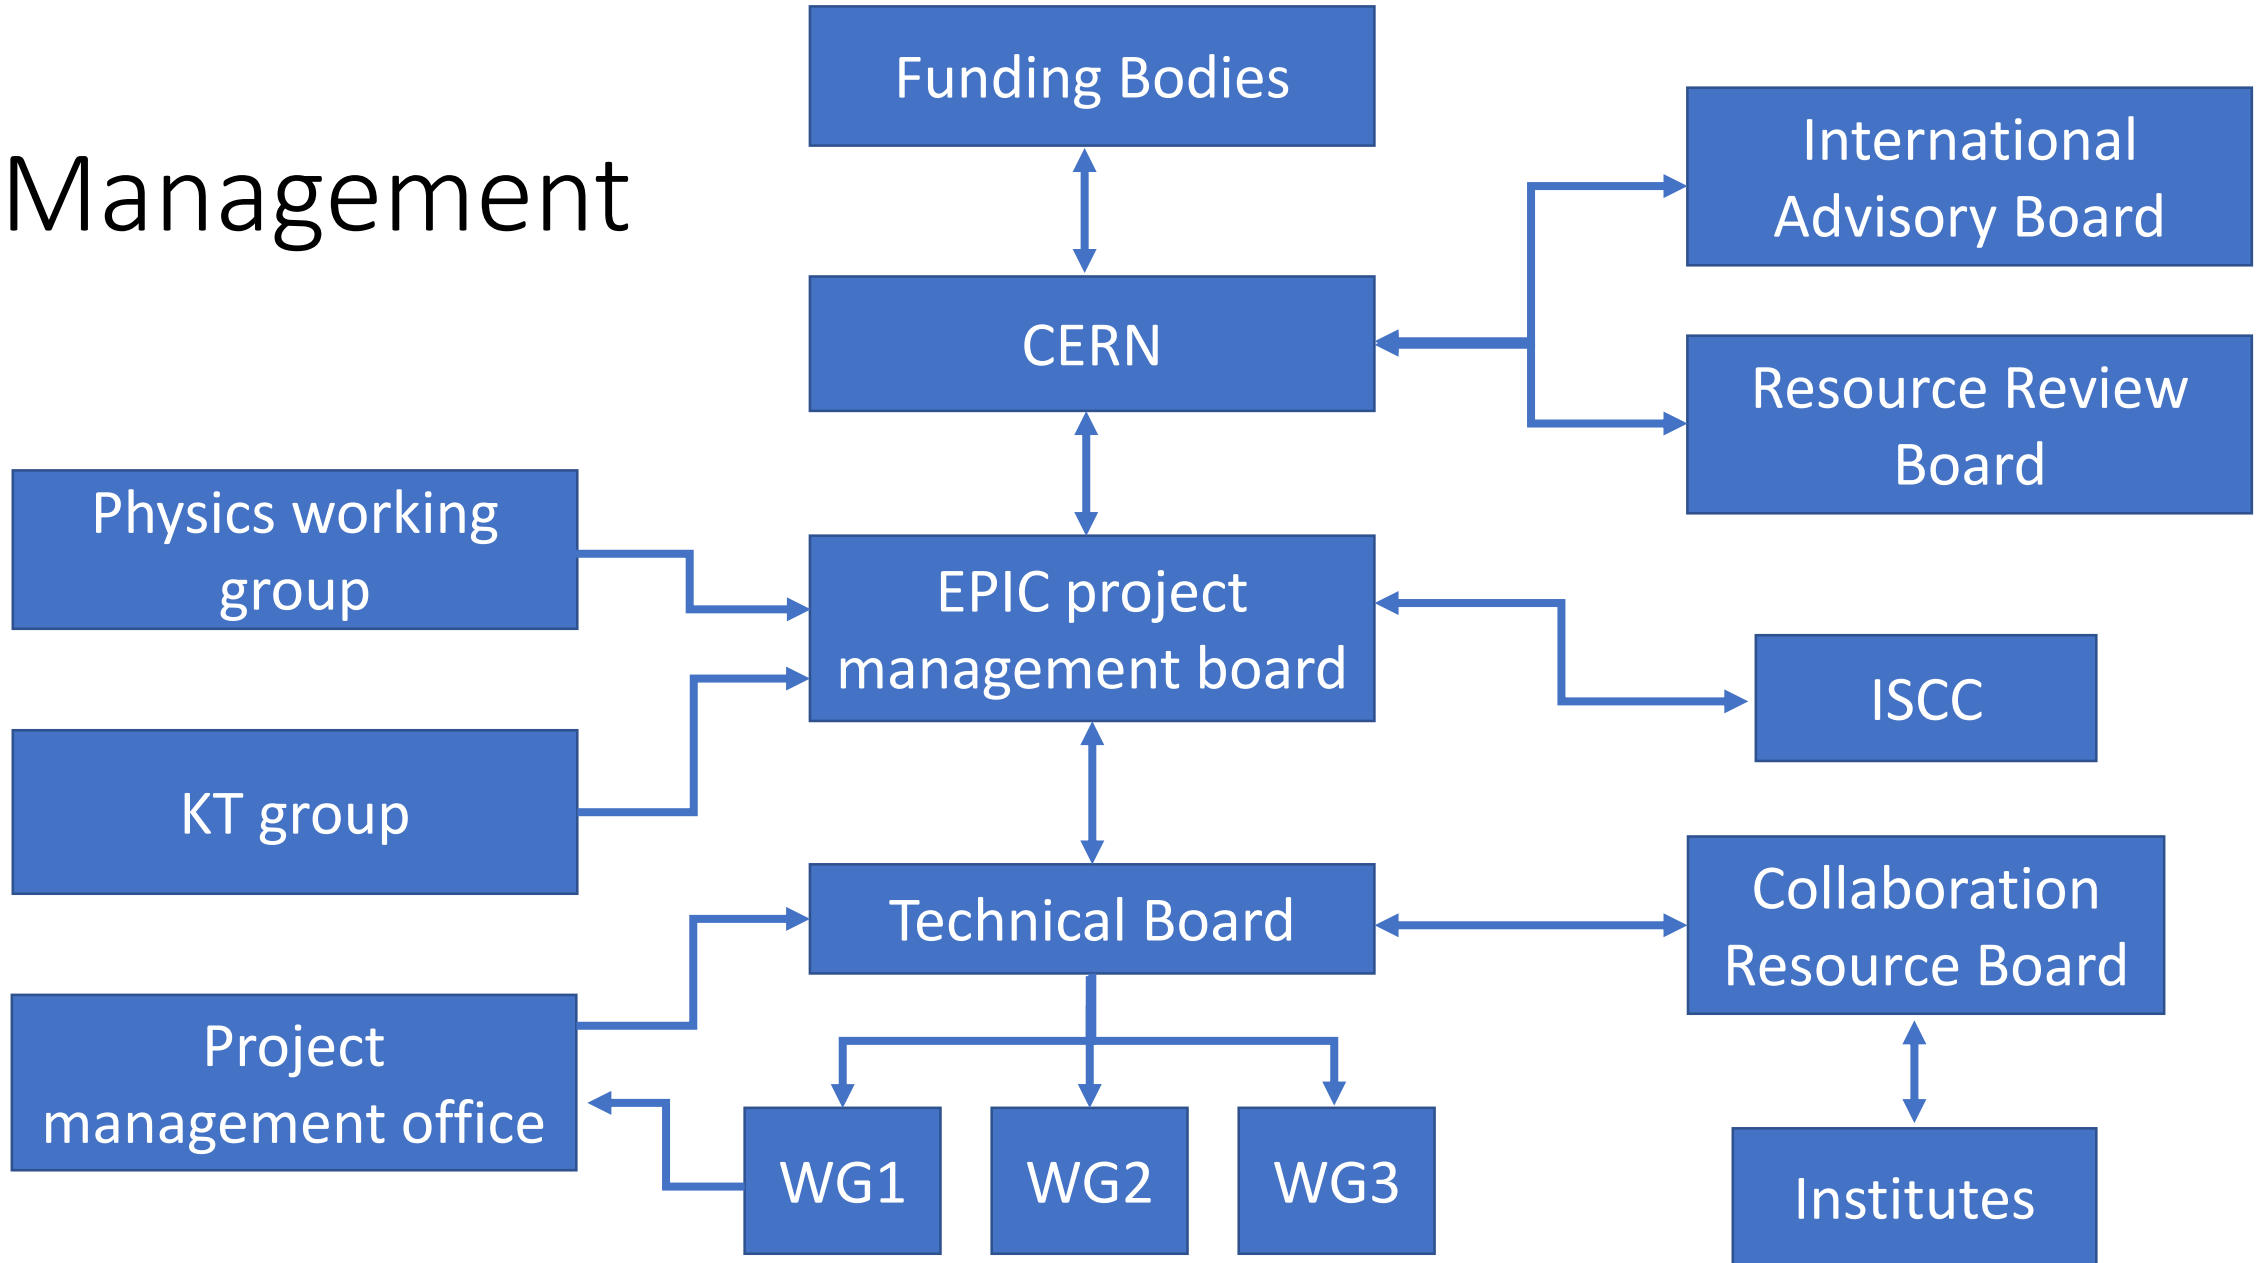 Management
Funding Bodies
International
Advisory Board
CERN
Resource Review
Board
Physics working
group
EPIC project
management board
ISCC
KT group
Technical Board
Collaboration
Resource Board
Project
management office
WG1
WG2
WG3
Institutes